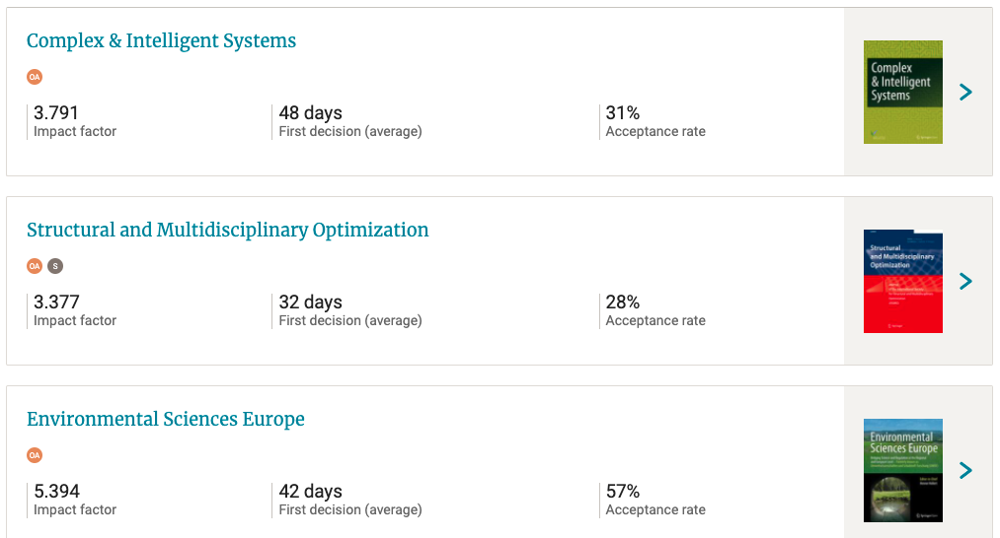 Complex & Intelligent Systems
OA
3.791
Impact factor
48 days
First decision (average)
31%
Acceptance rate
Complex
& Intelligent
Systems
Structural and Multidisciplinary Optimization
OA S
3.377
Impact factor
32 days
First decision (average)
28%
Acceptance rate
Structural
and Multidisciplinary
Optimization
Environmental Sciences Europe
OA
5.394
Impact factor
42 days
First decision (average)
57%
Acceptance rate
Environmental
Sciences Europe